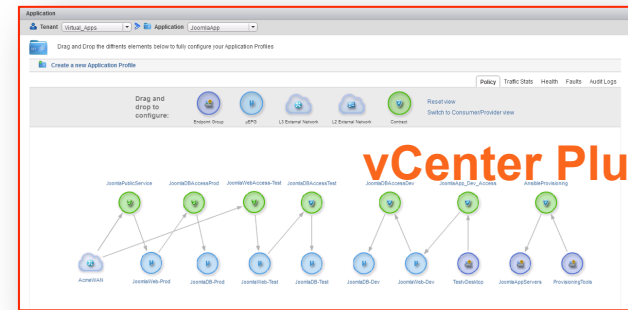 Application
Tenant Virtual_Apps Application JoomlaApp
Drag and Drop the diffrents elements below to fully configure your Application Profiles
Create a new Application Profile
Policy Traffic Stats Health Faults Audit Logs
Drag and
drop to
configure:
Endpoint Group uEPG L3 External Network L2 External Network Contract
Reset view
Switch to Consumer/Provider view
vCenter Plu
JoomlaPublicService JoomlaDBAccessProd JoomlaWebAccess-Test JoomlaDBAccessTest JoomlaDBAccessDev JoomlaApp_Dev_Access AnsibleProvisioning
AcmeWAN JoomlaWeb-Prod JoomlaDB-Prod JoomlaWeb-Test JoomlaDB-Test JoomlaDB-Dev JoomlaWeb-Dev TestvDesktop JoomlaAppServers ProvisioningTools